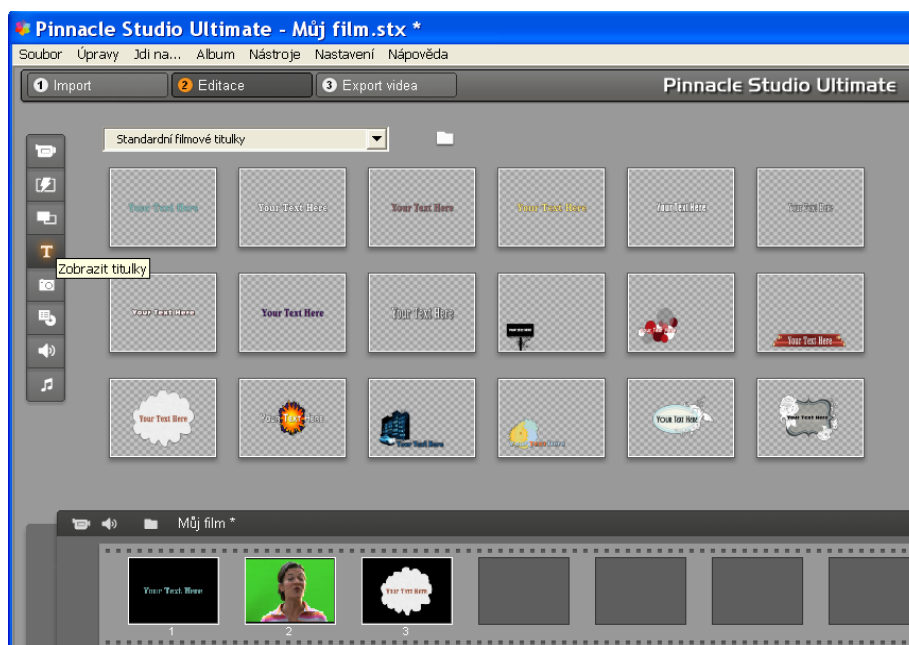 Pinnacle Studio Ultimate - Můj film.stx *
Soubor Úpravy Jdi na... Album Nástroje Nastavení Nápověda
1 Import 2 Editace 3 Export videa Pinnacle Studio Ultimate
Standardní filmové titulky
Your Text Here Your Text Here Your Text Here Your Text Here Your Text Here Your Text Here
T
Zobrazit titulky
Your Text Here Your Text Here Your Text Here Your Text Here
Your Text Here Your Text Here Your Text Here Your Text Here Your Text Here
Můj film *
Your Text Here Your Text Here
1 2 3